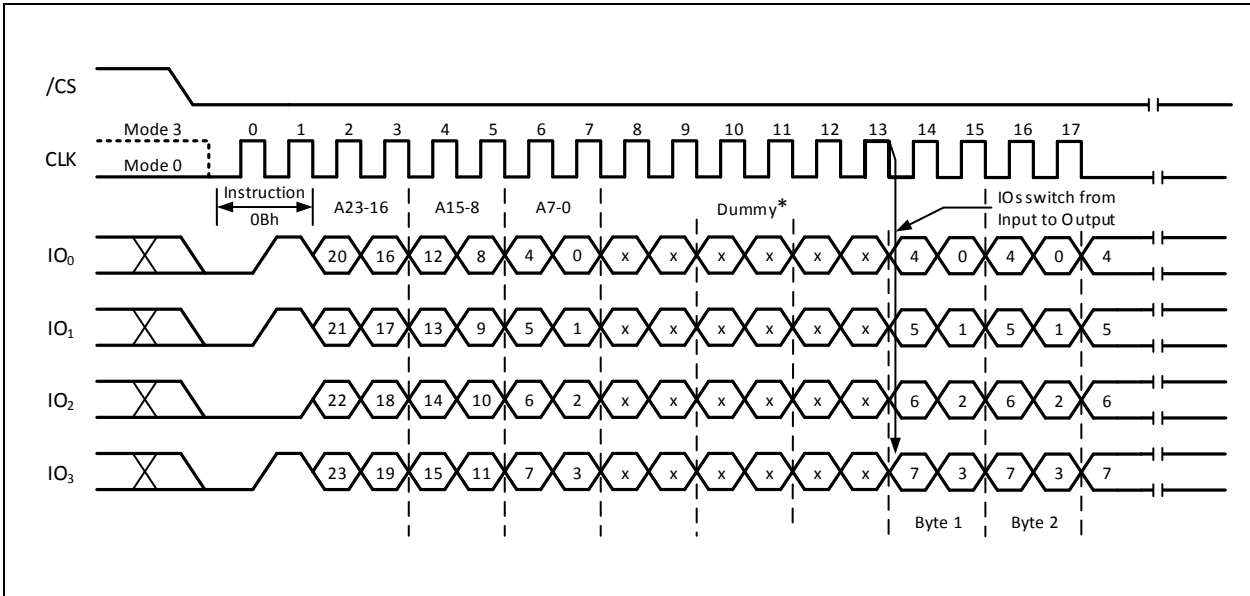 /CS
Mode 3 0 1 2 3 4 5 6 7 8 9 10 11 12 13 14 15 16 17
CLK
Mode 0
Instruction
0Bh
A23-16 A15-8 A7-0 Dummy*
IOs switch from
Input to Output
IO0 20 16 12 8 4 0 x x x x x x 4 0 4 0 4
IO1 21 17 13 9 5 1 x x x x x x 5 1 5 1 5
IO2 22 18 14 10 6 2 x x x x x x 6 2 6 2 6
IO3 23 19 15 11 7 3 x x x x x x 7 3 7 3 7
Byte 1 Byte 2